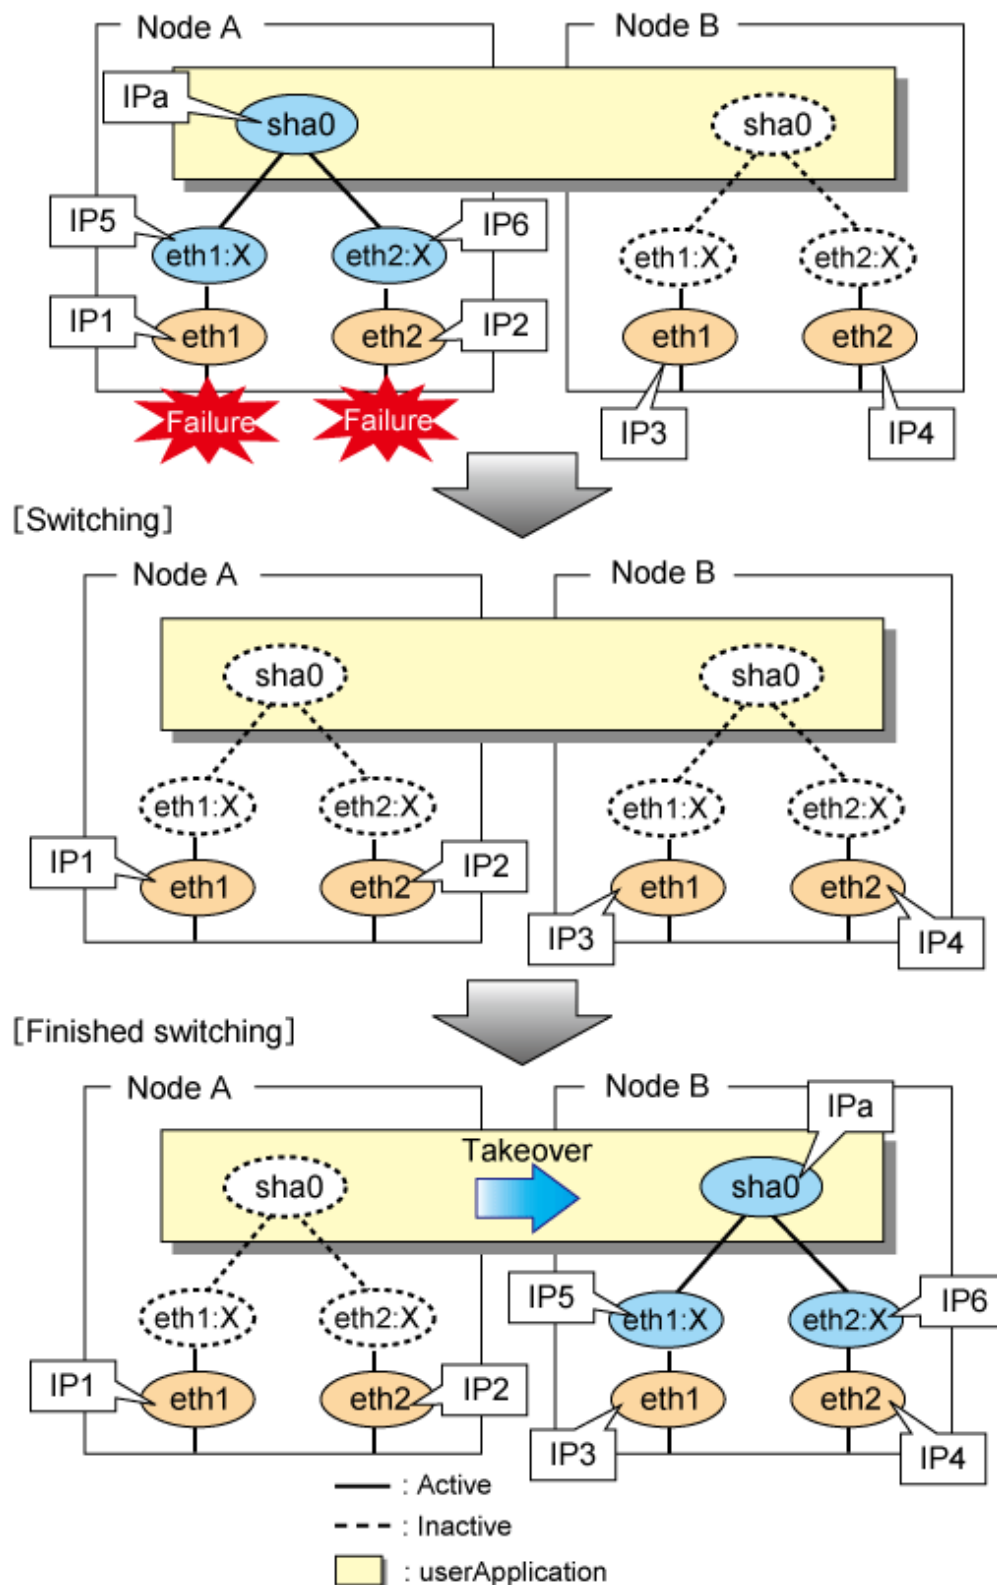 Node A
Node B
IPa
sha0
sha0
IP5
IP6
eth1:X
eth2:X
eth1:X
eth2:X
IP1
IP2
eth1
eth2
eth1
eth2
Failure
Failure
IP3
IP4
[Switching]
Node A
Node B
sha0
sha0
eth1:X
eth2:X
eth1:X
eth2:X
IP1
IP2
eth1
eth2
eth1
eth2
IP3
IP4
[Finished switching]
Node A
Node B
IPa
Takeover
sha0
sha0
IP5
IP6
eth1:X
eth2:X
eth1:X
eth2:X
IP1
IP2
eth1
eth2
eth1
eth2
IP3
IP4
: Active
: Inactive
: userApplication